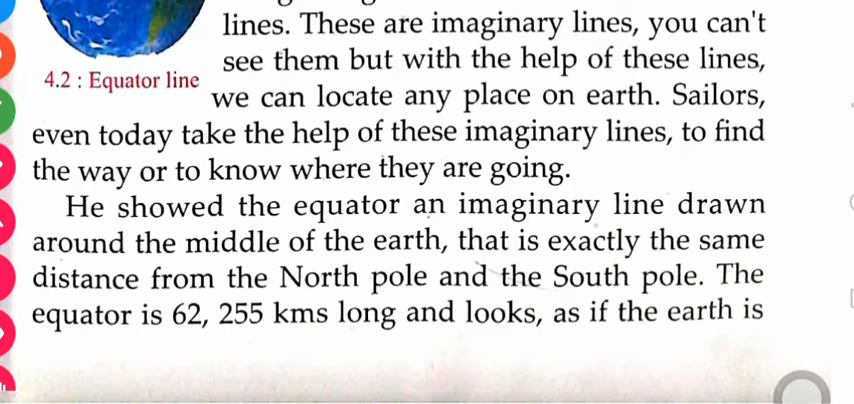 lines. These are imaginary lines, you can't
see them but with the help of these lines,
4.2 : Equator line
we can locate any place on earth. Sailors,
even today take the help of these imaginary lines, to find
the way or to know where they are going.
He showed the equator an imaginary line drawn
around the middle of the earth, that is exactly the same
distance from the North pole and the South pole. The
equator is 62, 255 kms long and looks, as if the earth is